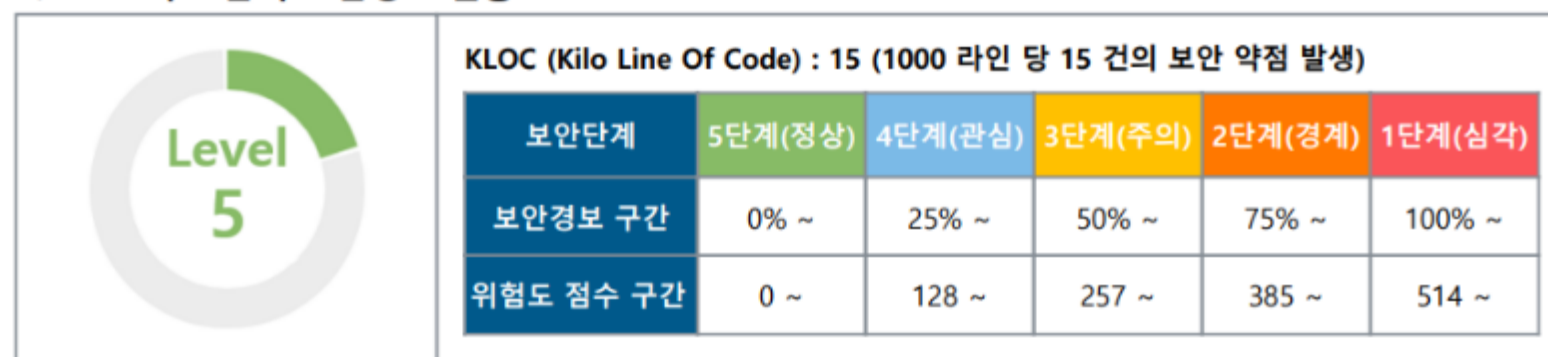 KLOC (Kilo Line Of Code) : 15 (1000 라인 당 15 건의 보안 약점 발생)
Level
5
보안단계 5단계(정상) 4단계(관심) 3단계(주의) 2단계(경계) 1단계(심각)
보안경보 구간 0% ~ 25% ~ 50% ~ 75% ~ 100% ~
위험도 점수 구간 0 ~ 128 ~ 257 ~ 385 ~ 514 ~